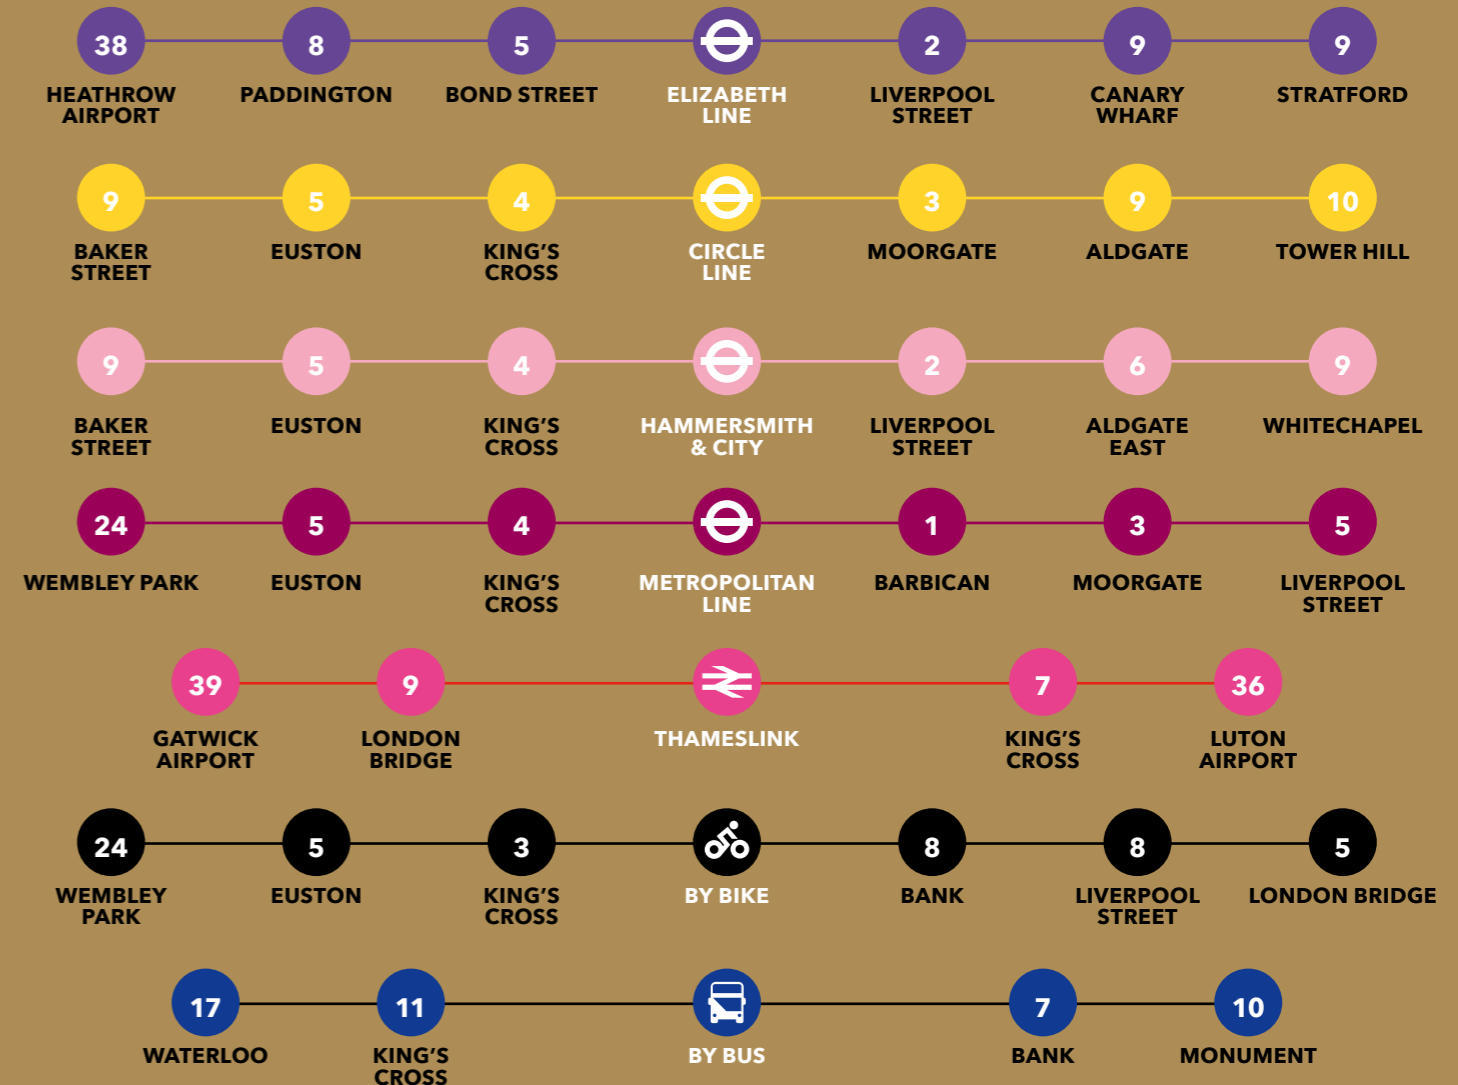 38 8 5 2 9 9
HEATHROW PADDINGTON BOND STREET ELIZABETH LIVERPOOL CANARY STRATFORD
AIRPORT LINE STREET WHARF
9 5 4 3 9 10
BAKER EUSTON KING’S CIRCLE MOORGATE ALDGATE TOWER HILL
STREET CROSS LINE
9 5 4 2 6 9
BAKER EUSTON KING’S HAMMERSMITH LIVERPOOL ALDGATE WHITECHAPEL
STREET CROSS & CITY STREET EAST
24 5 4 1 3 5
WEMBLEY PARK EUSTON KING’S METROPOLITAN BARBICAN MOORGATE LIVERPOOL
CROSS LINE STREET
39 9 7 36
GATWICK LONDON THAMESLINK KING’S LUTON
AIRPORT BRIDGE CROSS AIRPORT
24 5 3 8 8 5
WEMBLEY EUSTON KING’S BY BIKE BANK LIVERPOOL LONDON BRIDGE
PARK CROSS STREET
17 11 7 10
WATERLOO KING’S BY BUS BANK MONUMENT
CROSS